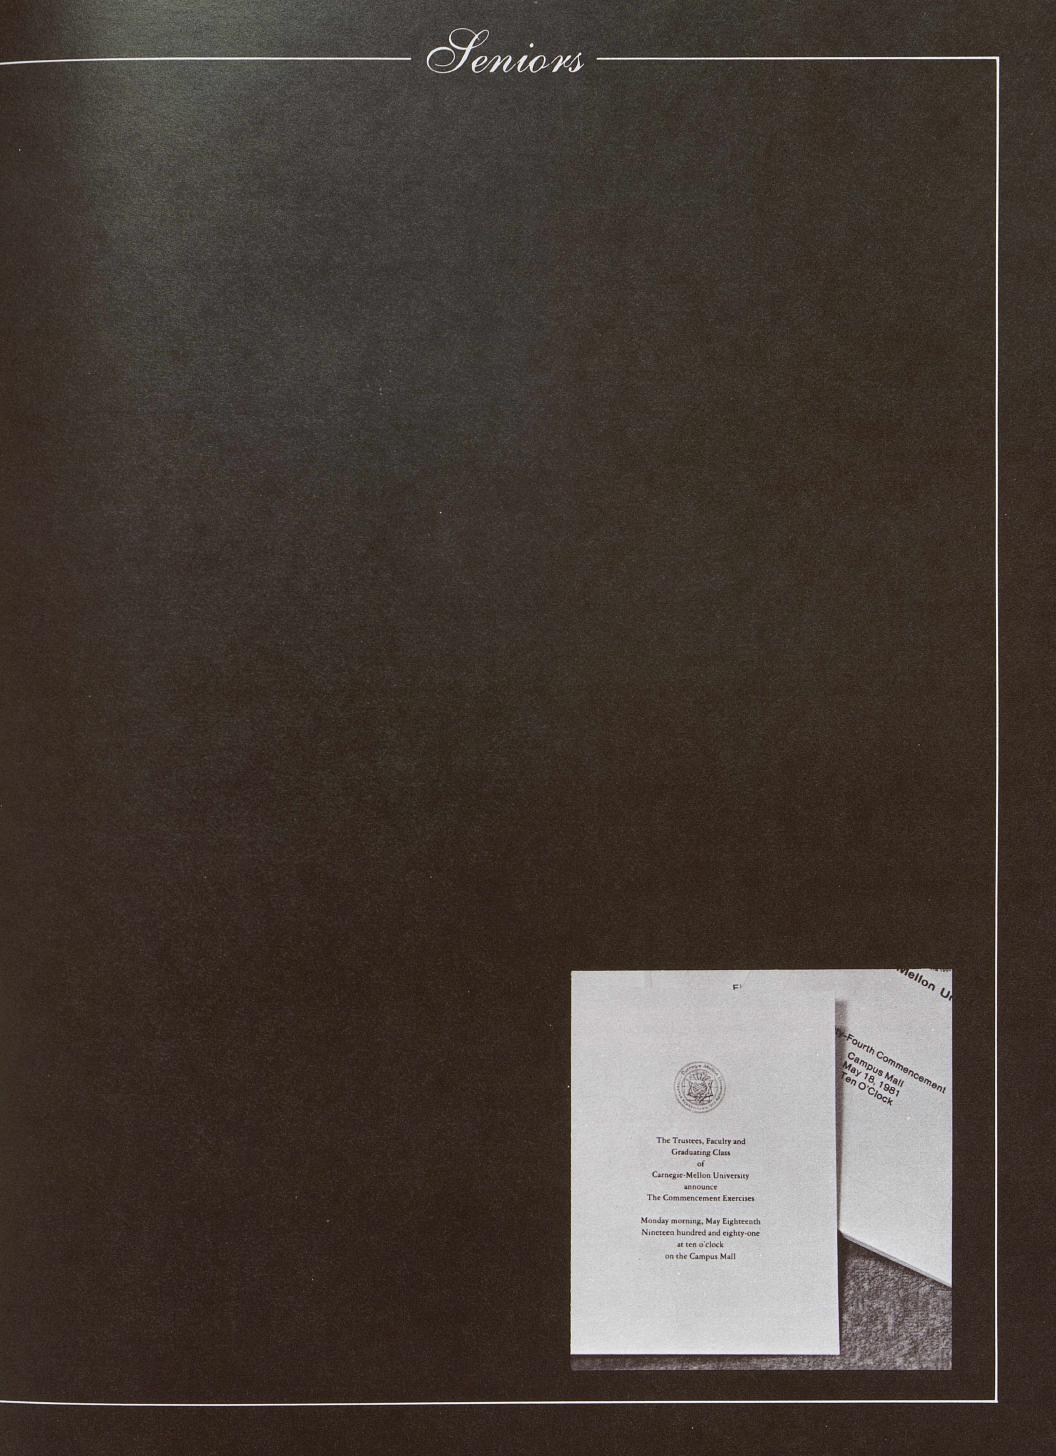 Seniors
The Trustees, Faculty and
Graduating Class
of
Carnegie-Mellon University
announce
The Commencement Exercises
Monday morning, May Eighteenth
Nineteen hundred and eighty-one
at ten o'clock
on the Campus Mall
Mellon
-Fourth Commencement
Campus Mall
May 18, 1981
Ten O'Clock